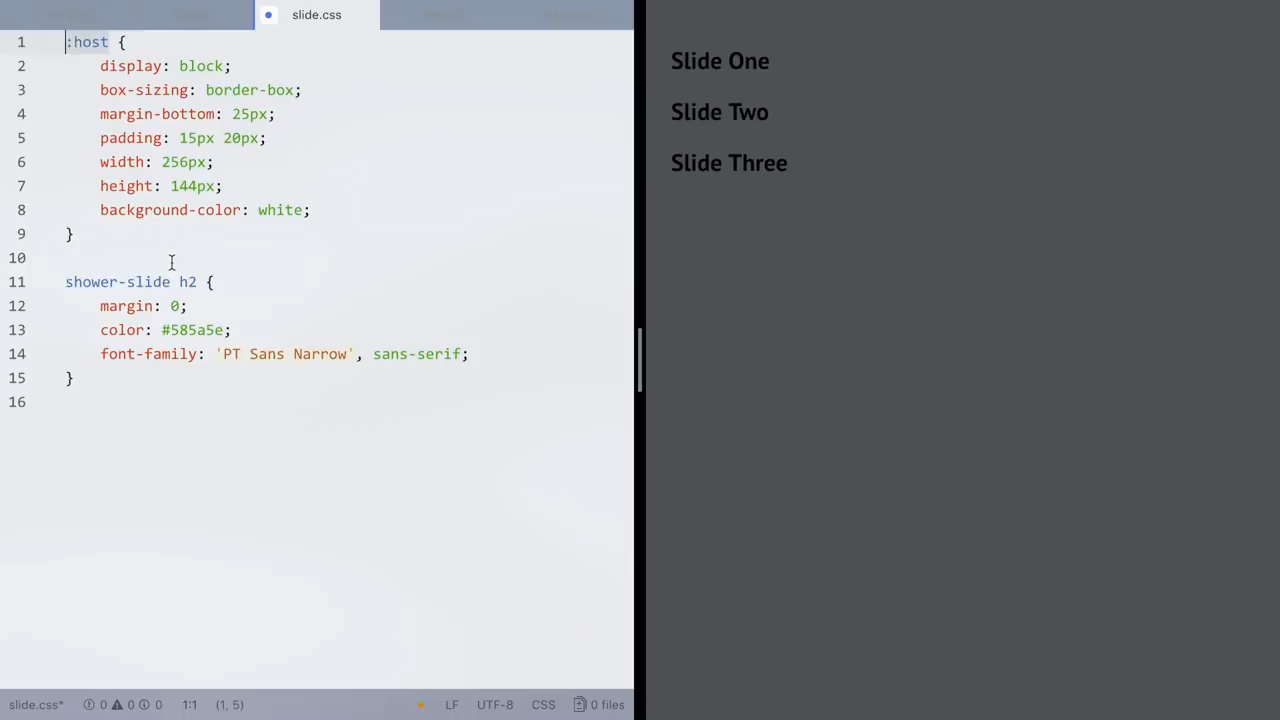 slide.css
1 :host {
2 display: block;
3 box-sizing: border-box;
4 margin-bottom: 25px;
5 padding: 15px 20px;
6 width: 256px;
7 height: 144px;
8 background-color: white;
9 }
10
11 shower-slide h2 {
12 margin: 0;
13 color: #585a5e;
14 font-family: 'PT Sans Narrow', sans-serif;
15 }
16
slide.css* 0 0 0 1:1 (1, 5) LF UTF-8 CSS 0 files
Slide One
Slide Two
Slide Three